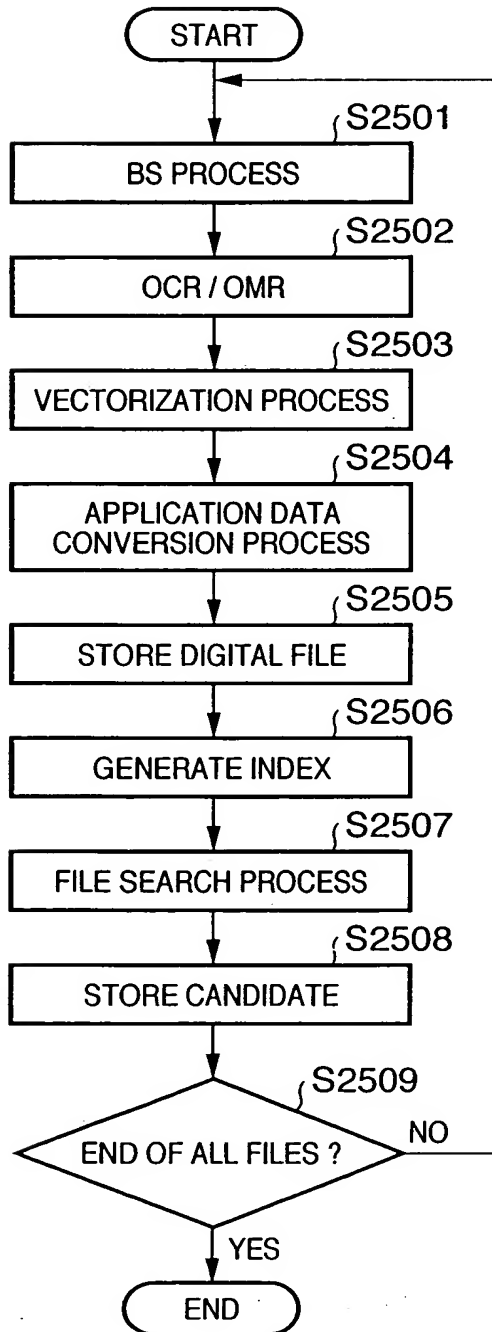 START
S2501
BS PROCESS
S2502
OCR / OMR
S2503
VECTORIZATION PROCESS
S2504
APPLICATION DATA
CONVERSION PROCESS
S2505
STORE DIGITAL FILE
S2506
GENERATE INDEX
S2507
FILE SEARCH PROCESS
S2508
STORE CANDIDATE
S2509
END OF ALL FILES ?
NO
YES
END